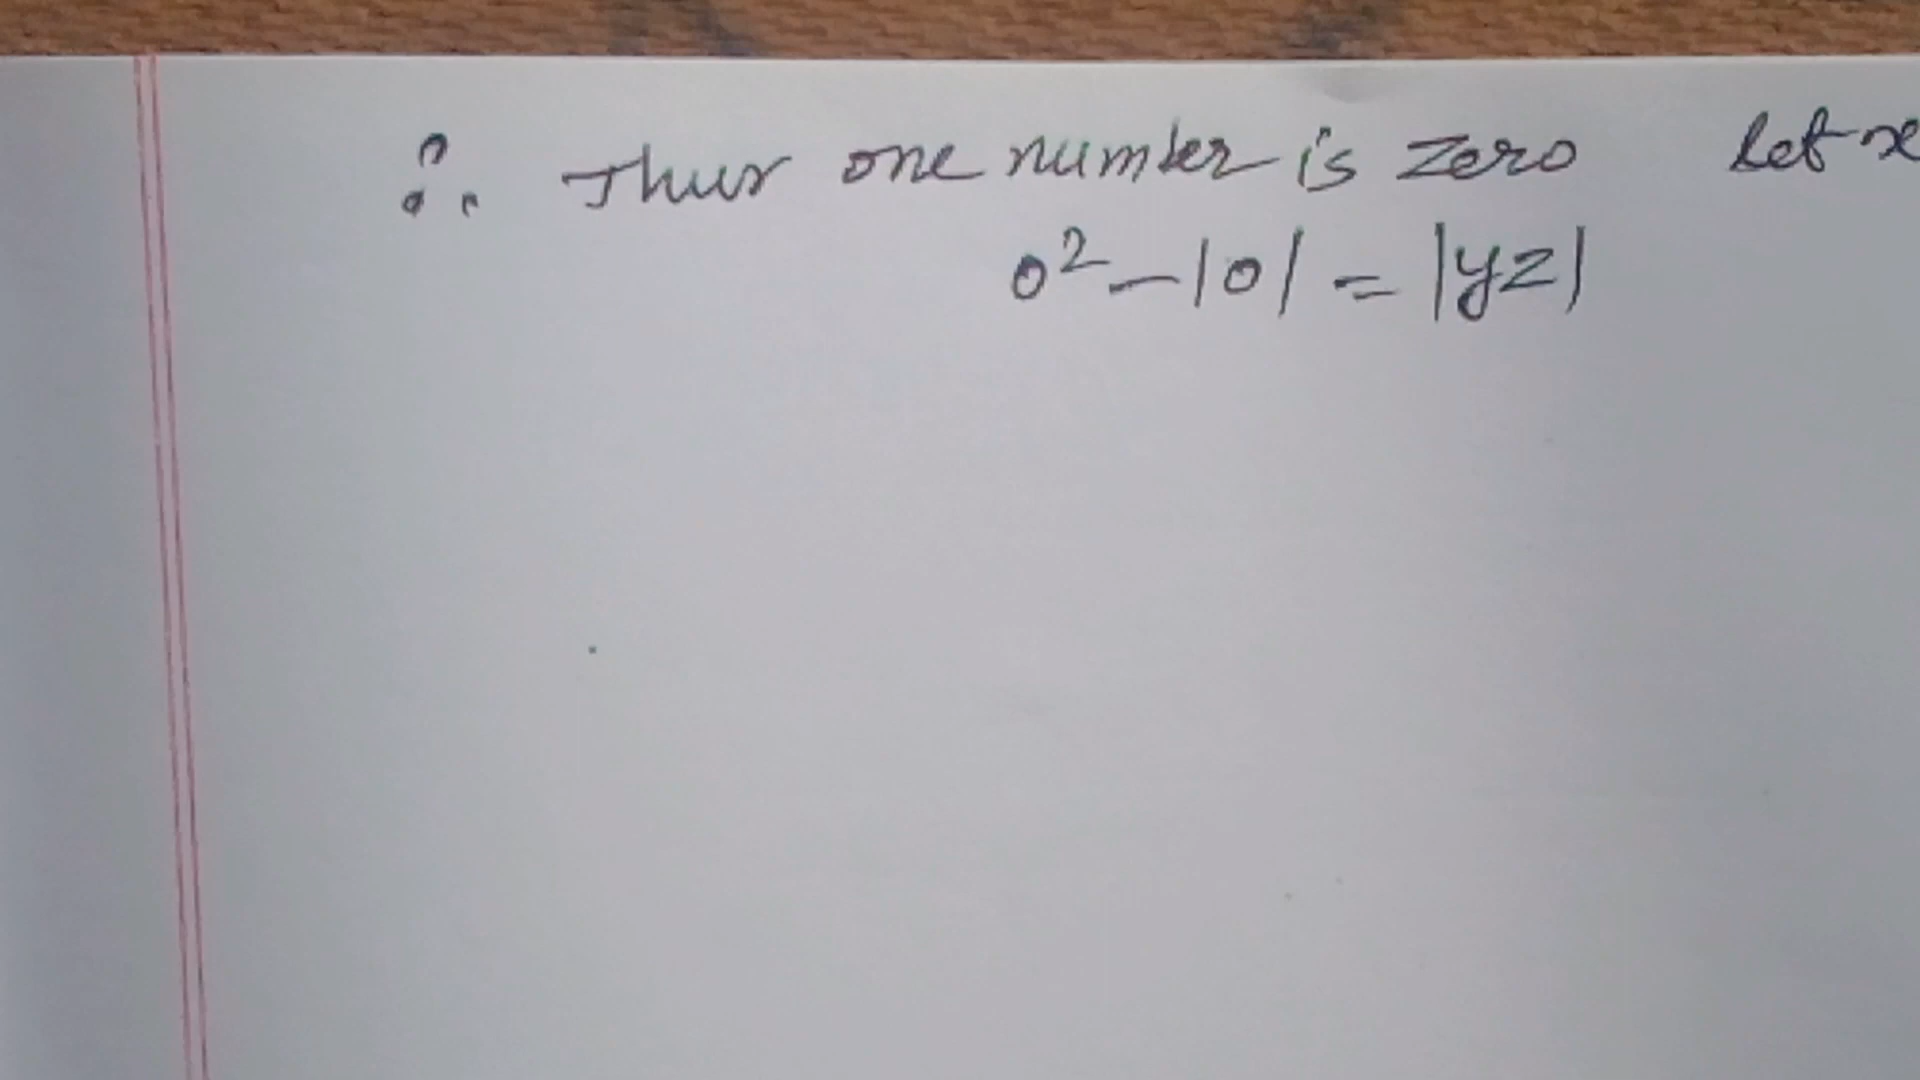 ∴ Thus one number is zero Let x
0² - |0| = |yz|